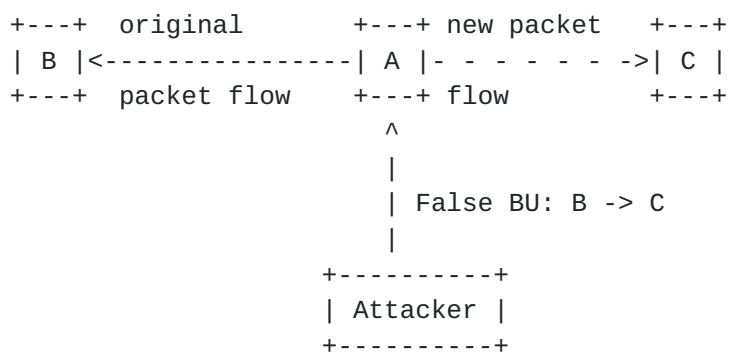 +---+  original          +---+ new packet   +---+
| B |<----------------| A |- - - - - - ->| C |
+---+  packet flow    +---+ flow         +---+
^
|
| False BU: B -> C
|
+----------+
| Attacker |
+----------+